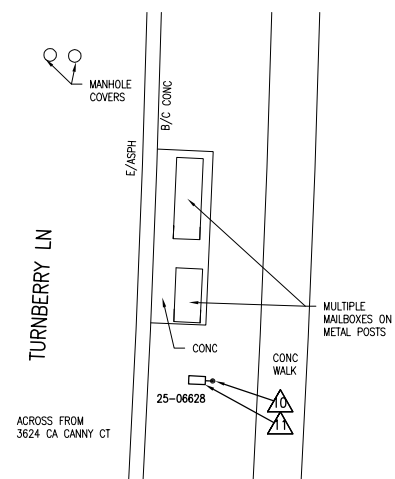 MANHOLE
COVERS
B/C CONC
E/ASPH
TURNBERRY LN
MULTIPLE
MAILBOXES ON
METAL POSTS
CONC
CONC
WALK
25-06628
10
11
ACROSS FROM
3624 CA CANNY CT